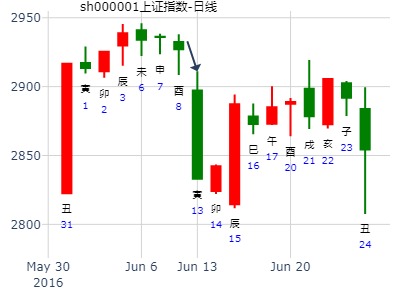 sh000001上证指数-日线
2950
2900
2850
2800
丑
31
寅
1
卯
2
辰
3
未
6
申
7
酉
8
寅
13
卯
14
辰
15
巳
16
午
17
酉
20
戌
21
亥
22
子
23
丑
24
May 30
2016
Jun 6
Jun 13
Jun 20